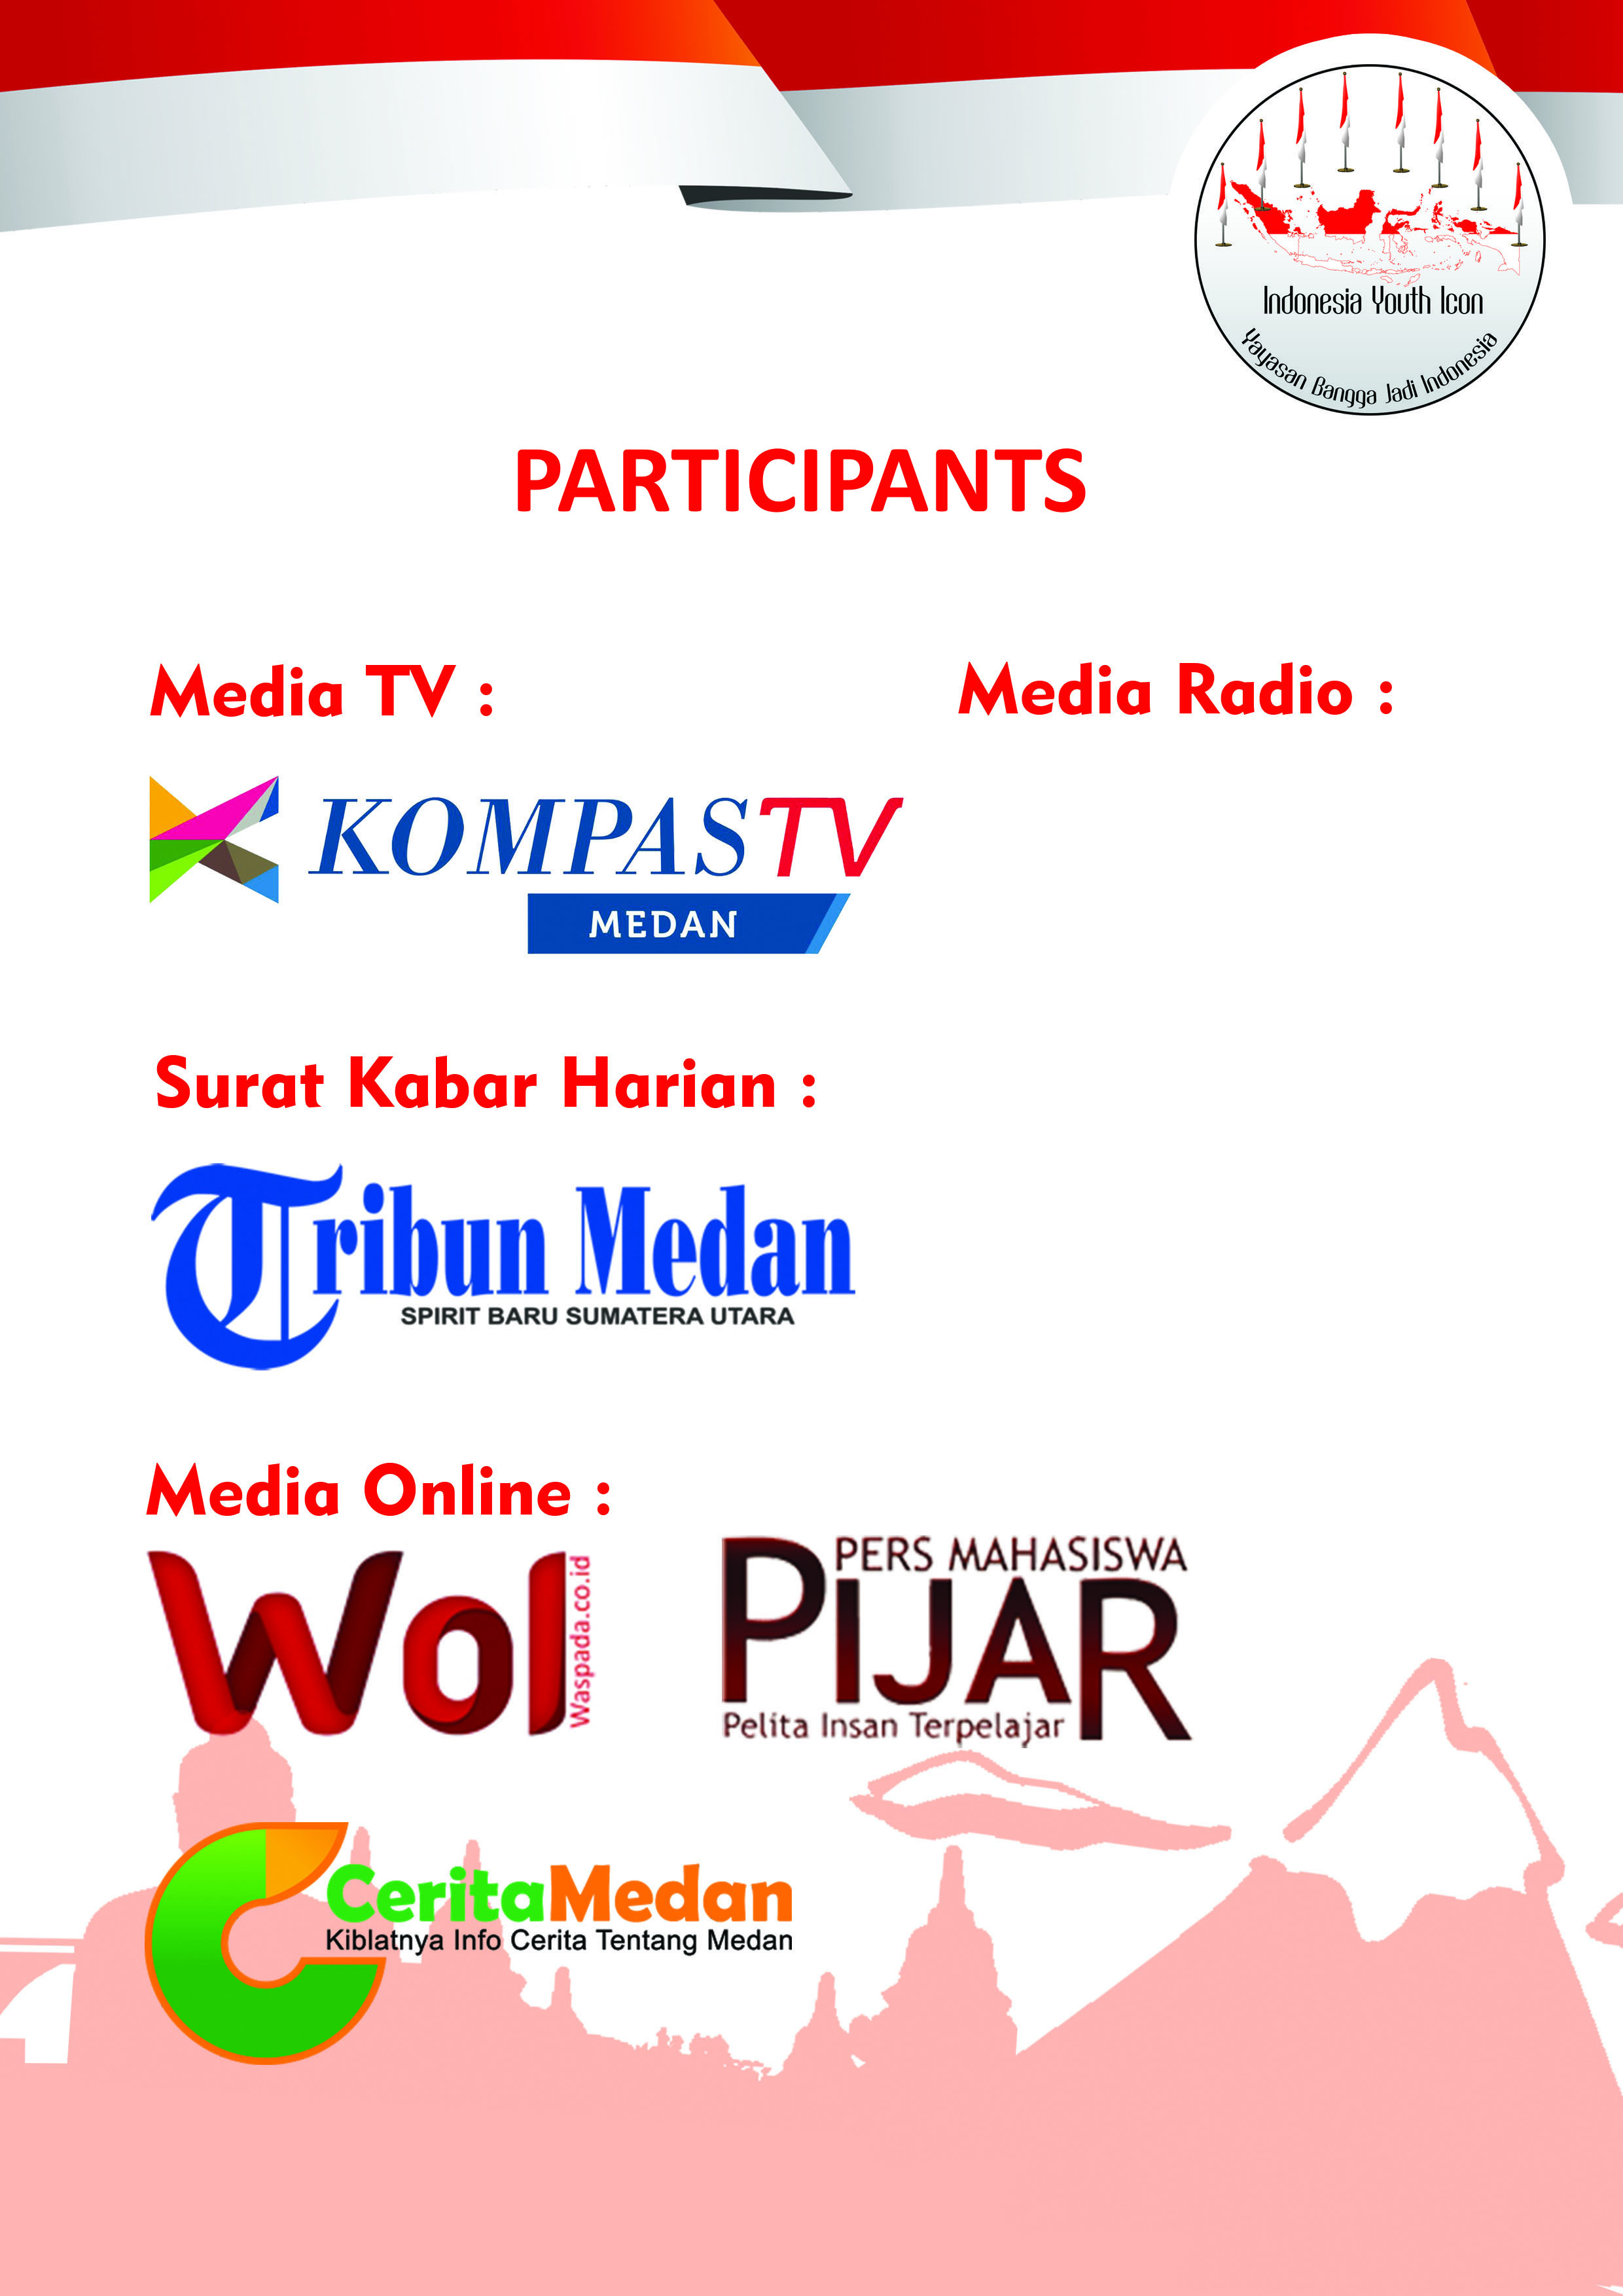 Indonesia Youth Icon
Yayasan Bangga Jadi Indonesia
PARTICIPANTS
Media TV :
Media Radio :
KOMPAS TV
MEDAN
Surat Kabar Harian :
Tribun Medan
SPIRIT BARU SUMATERA UTARA
Media Online :
Wol
Waspada.co.id
PERS MAHASISWA
PIJAR
Pelita Insan Terpelajar
CeritaMedan
Kiblatnya Info Cerita Tentang Medan